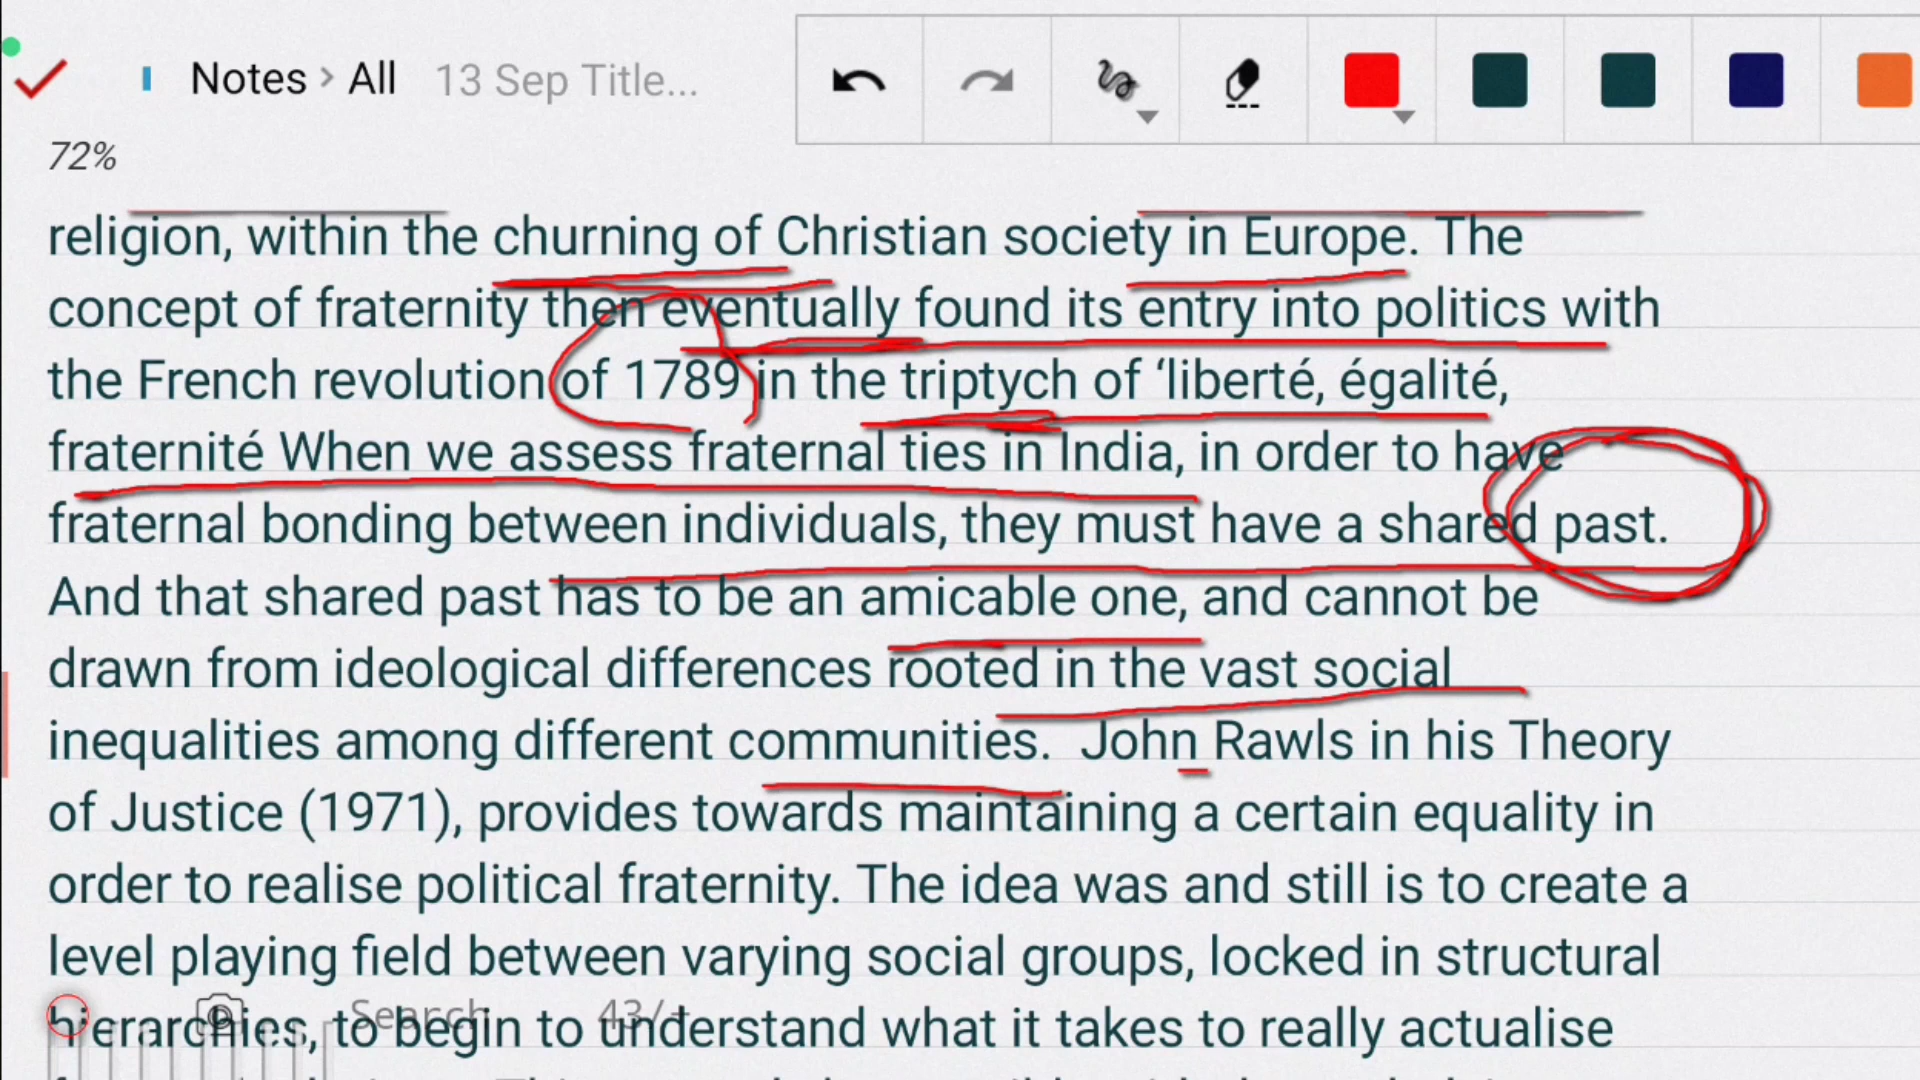 Notes > All 13 Sep Title...
72%
religion, within the churning of Christian society in Europe. The
concept of fraternity then eventually found its entry into politics with
the French revolution of 1789 in the triptych of ‘liberté, égalité,
fraternité When we assess fraternal ties in India, in order to have
fraternal bonding between individuals, they must have a shared past.
And that shared past has to be an amicable one, and cannot be
drawn from ideological differences rooted in the vast social
inequalities among different communities. John Rawls in his Theory
of Justice (1971), provides towards maintaining a certain equality in
order to realise political fraternity. The idea was and still is to create a
level playing field between varying social groups, locked in structural
Search 43/
hierarchies, to begin to understand what it takes to really actualise